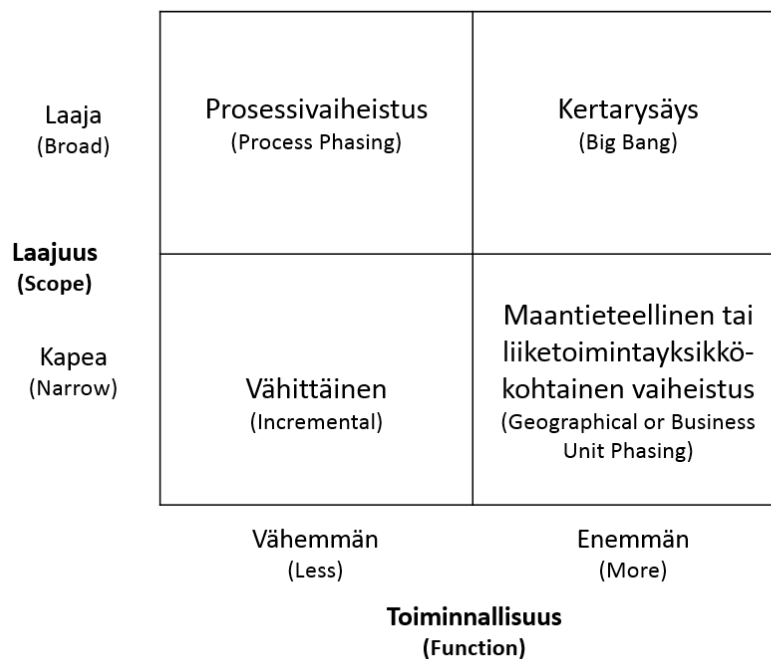 Laaja
(Broad)
Prosessivaiheistus
(Process Phasing)
Kertarysäys
(Big Bang)
Laajuus
(Scope)
Kapea
(Narrow)
Vähittäinen
(Incremental)
Maantieteellinen tai
liiketoimintayksikkö-
kohtainen vaiheistus
(Geographical or Business
Unit Phasing)
Vähemmän
(Less)
Enemmän
(More)
Toiminnallisuus
(Function)